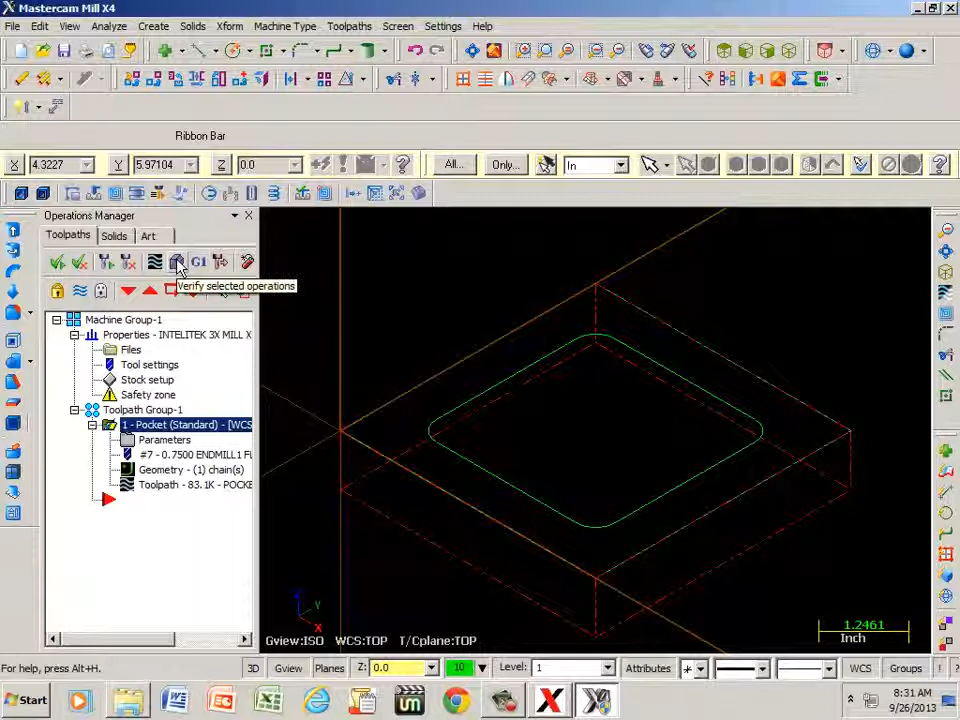 Mastercam Mill X4
File Edit View Analyze Create Solids Xform Machine Type Toolpaths Screen Settings Help
Ribbon Bar
X 4.3227 Y 5.97104 Z 0.0 All... Only... In
Operations Manager
Toolpaths Solids Art
G1
Verify selected operations
Machine Group-1
Properties - INTELITEK 3X MILL X
Files
Tool settings
Stock setup
Safety zone
Toolpath Group-1
1 - Pocket (Standard) - [WCS
Parameters
#7 - 0.7500 ENDMILL1 FL
Geometry - (1) chain(s)
Toolpath - 83.1K - POCKE
Z
Y
X
Gview:ISO WCS:TOP T/Cplane:TOP
1.2461
Inch
For help, press Alt+H. 3D Gview Planes Z: 0.0 10 Level: 1 Attributes * WCS Groups ?
Start W 8:31 AM
9/26/2013